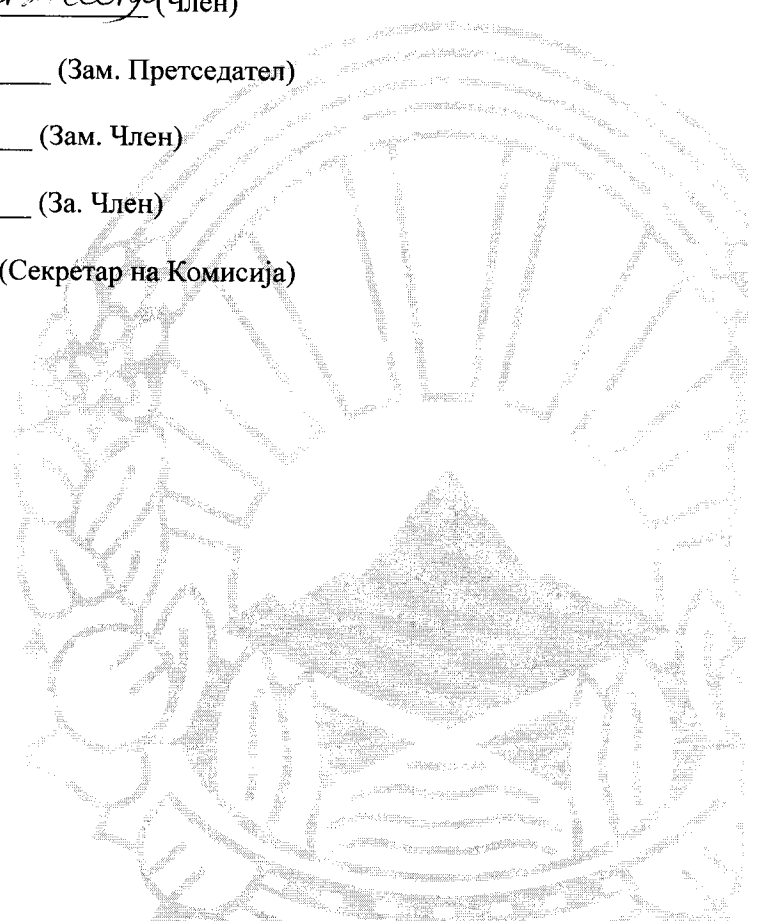 (Член)
(Зам. Претседател)
(Зам. Член)
(За. Член)
(Секретар на Комисија)